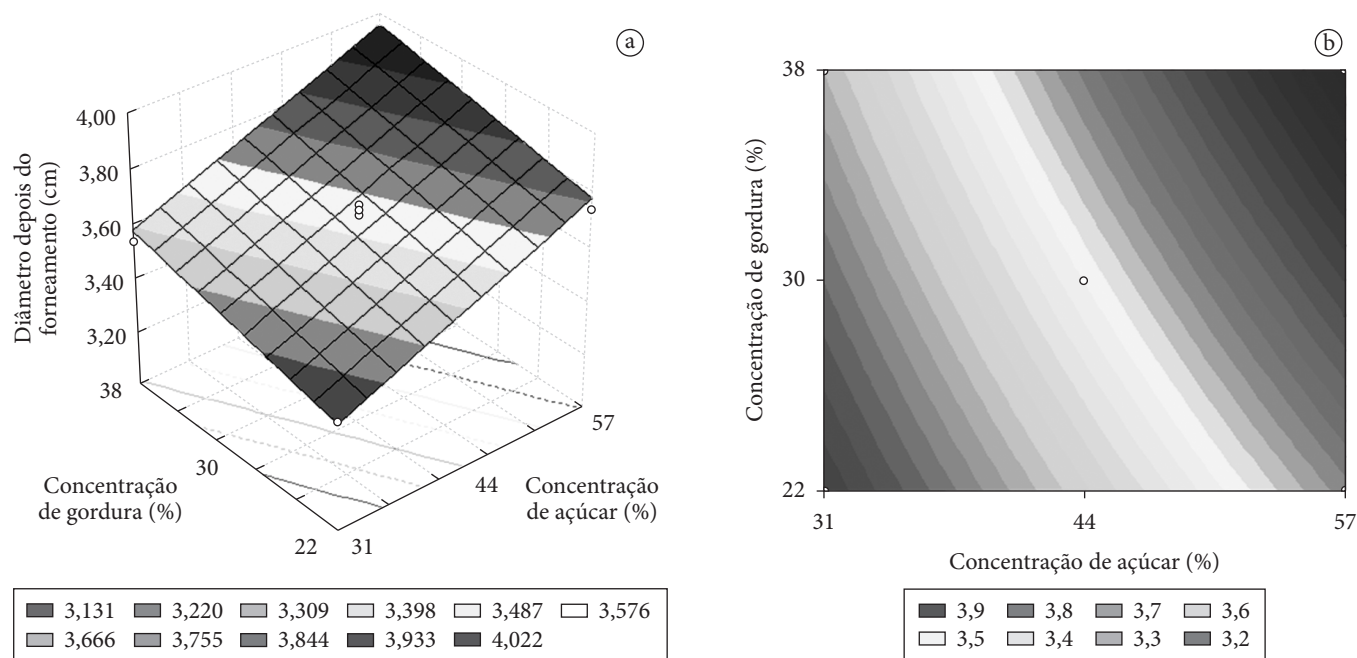 a
4,00
3,80
3,60
3,40
3,20
Diâmetro depois do
forneamento (cm)
38
30
22
Concentração
de gordura (%)
31
44
57
Concentração
de açúcar (%)
3,131 3,220 3,309 3,398 3,487 3,576
3,666 3,755 3,844 3,933 4,022
b
38
30
22
Concentração de gordura (%)
31 44 57
Concentração de açúcar (%)
3,9 3,8 3,7 3,6
3,5 3,4 3,3 3,2